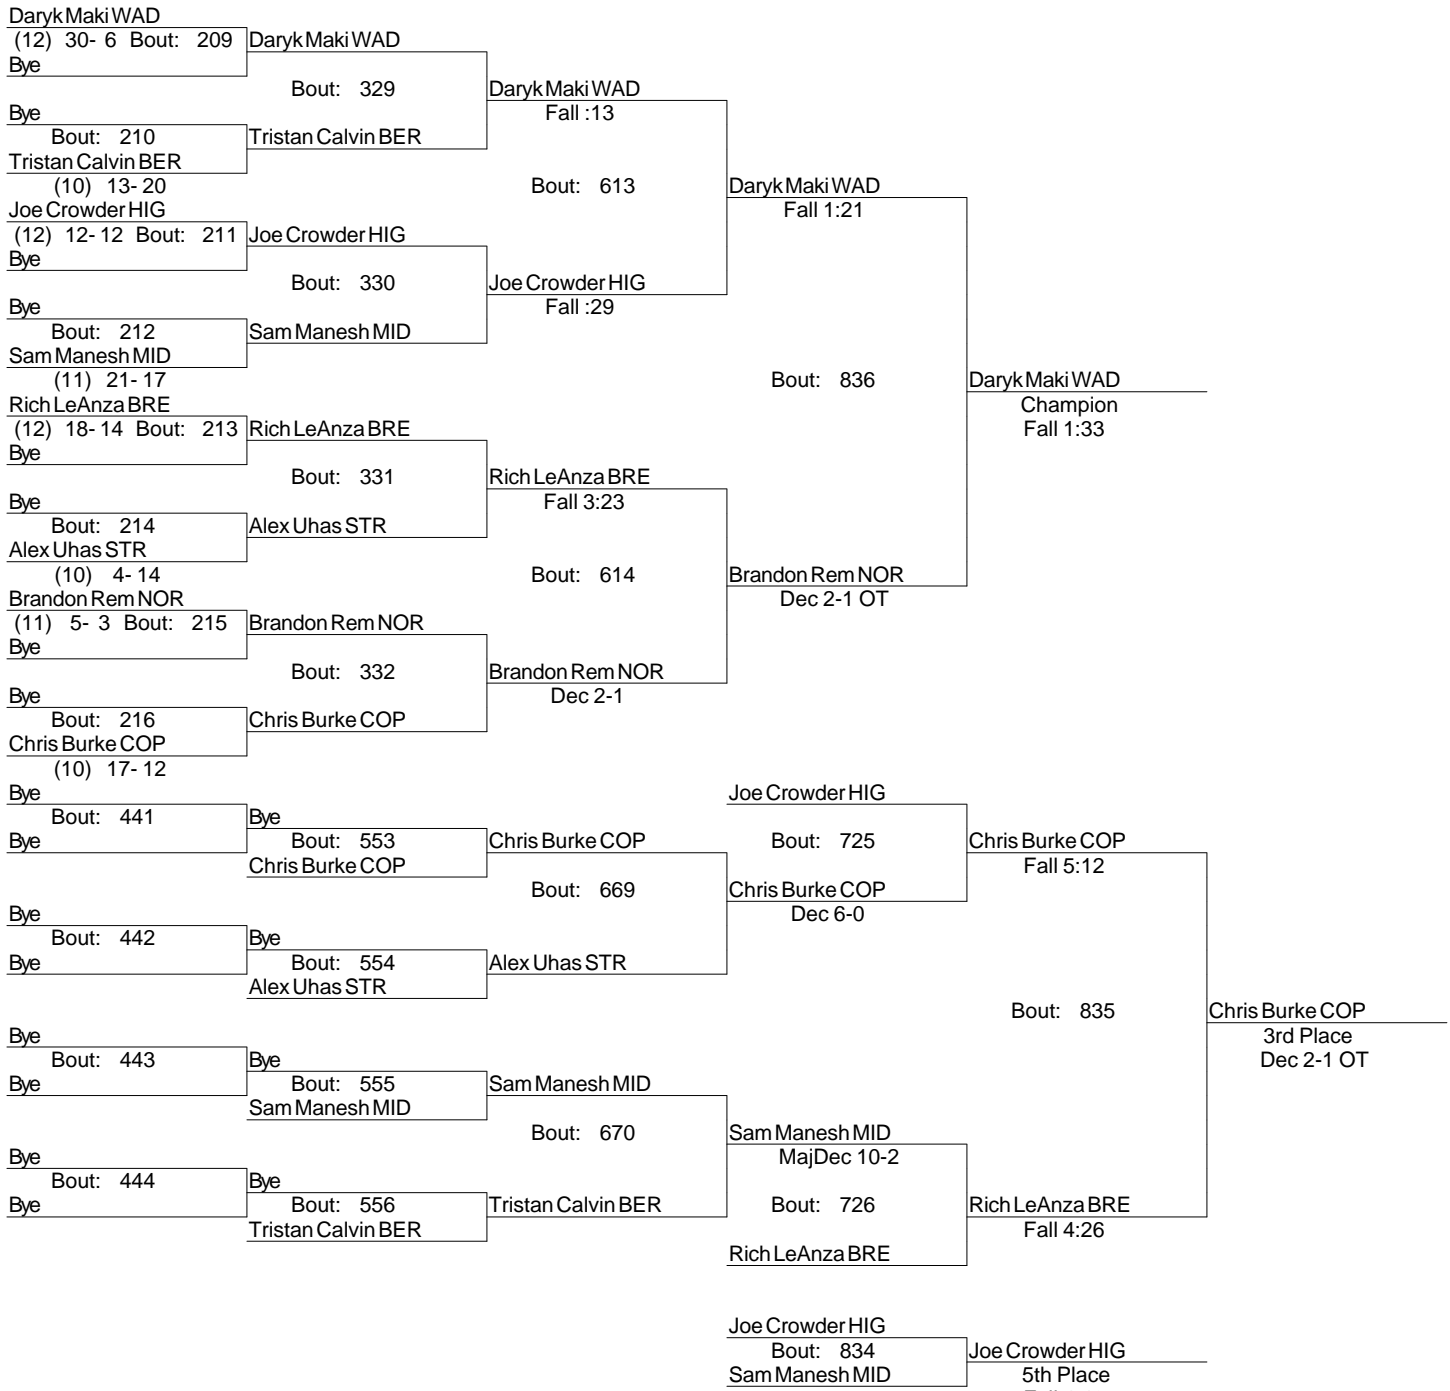 Daryk Maki WAD
(12) 30- 6 Bout: 209
Bye
Bye
Bout: 210
Tristan Calvin BER
(10) 13- 20
Joe Crowder HIG
(12) 12- 12 Bout: 211
Bye
Bye
Bout: 212
Sam Manesh MID
(11) 21- 17
Rich LeAnza BRE
(12) 18- 14 Bout: 213
Bye
Bye
Bout: 214
Alex Uhas STR
(10) 4- 14
Brandon Rem NOR
(11) 5- 3 Bout: 215
Bye
Bye
Bout: 216
Chris Burke COP
(10) 17- 12
Daryk Maki WAD
Bout: 329
Tristan Calvin BER
Joe Crowder HIG
Bout: 330
Sam Manesh MID
Rich LeAnza BRE
Bout: 331
Alex Uhas STR
Brandon Rem NOR
Bout: 332
Chris Burke COP
Daryk Maki WAD
Fall :13
Bout: 613
Joe Crowder HIG
Fall :29
Rich LeAnza BRE
Fall 3:23
Bout: 614
Brandon Rem NOR
Dec 2-1
Daryk Maki WAD
Fall 1:21
Bout: 836
Brandon Rem NOR
Dec 2-1 OT
Daryk Maki WAD
Champion
Fall 1:33
Bye
Bout: 441
Bye
Bye
Bout: 442
Bye
Bye
Bout: 443
Bye
Bye
Bout: 444
Bye
Bye
Bout: 553
Chris Burke COP
Bye
Bout: 554
Alex Uhas STR
Bye
Bout: 555
Sam Manesh MID
Bye
Bout: 556
Tristan Calvin BER
Chris Burke COP
Bout: 669
Alex Uhas STR
Sam Manesh MID
Bout: 670
Tristan Calvin BER
Joe Crowder HIG
Bout: 725
Chris Burke COP
Dec 6-0
Sam Manesh MID
MajDec 10-2
Bout: 726
Rich LeAnza BRE
Chris Burke COP
Fall 5:12
Bout: 835
Rich LeAnza BRE
Fall 4:26
Chris Burke COP
3rd Place
Dec 2-1 OT
Joe Crowder HIG
Bout: 834
Sam Manesh MID
Joe Crowder HIG
5th Place